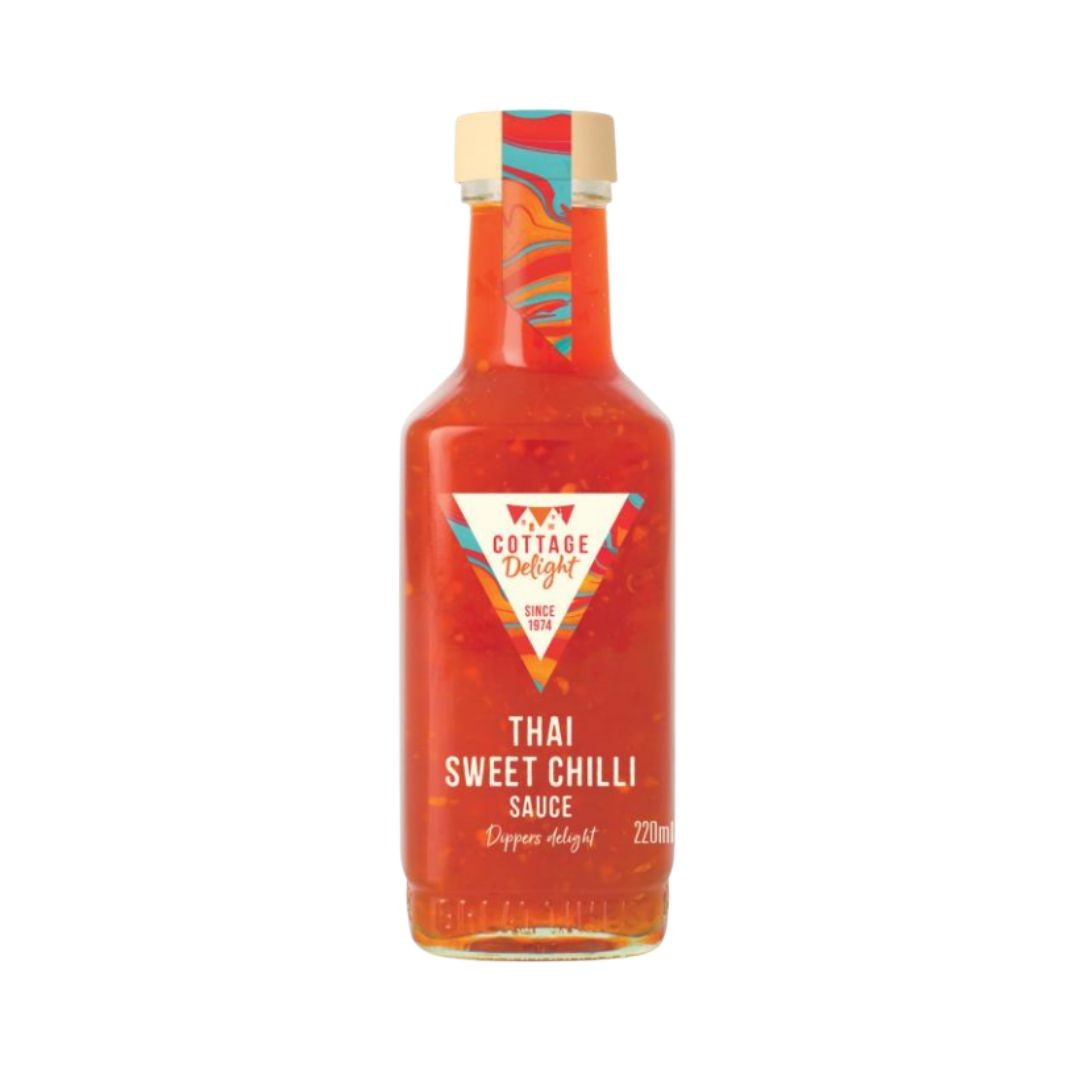 COTTAGE
Delight
SINCE
1974
THAI
SWEET CHILLI
SAUCE
Dippers delight
220ml